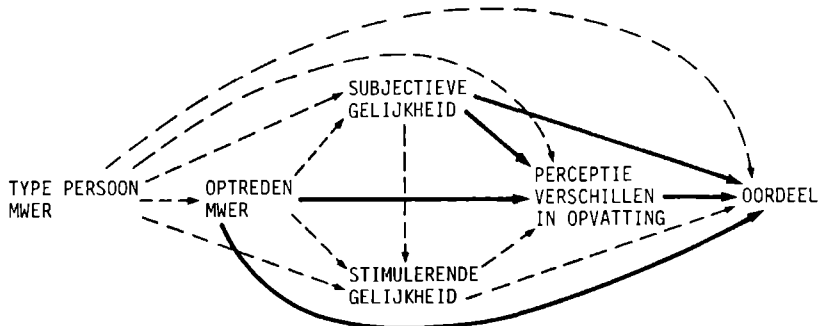 SUBJECTIEVE
GELIJKHEID
TYPE PERSOON
MWER
OPTREDEN
MWER
PERCEPTIE
VERSCHILLEN
IN OPVATTING
OORDEEL
STIMULERENDE
GELIJKHEID